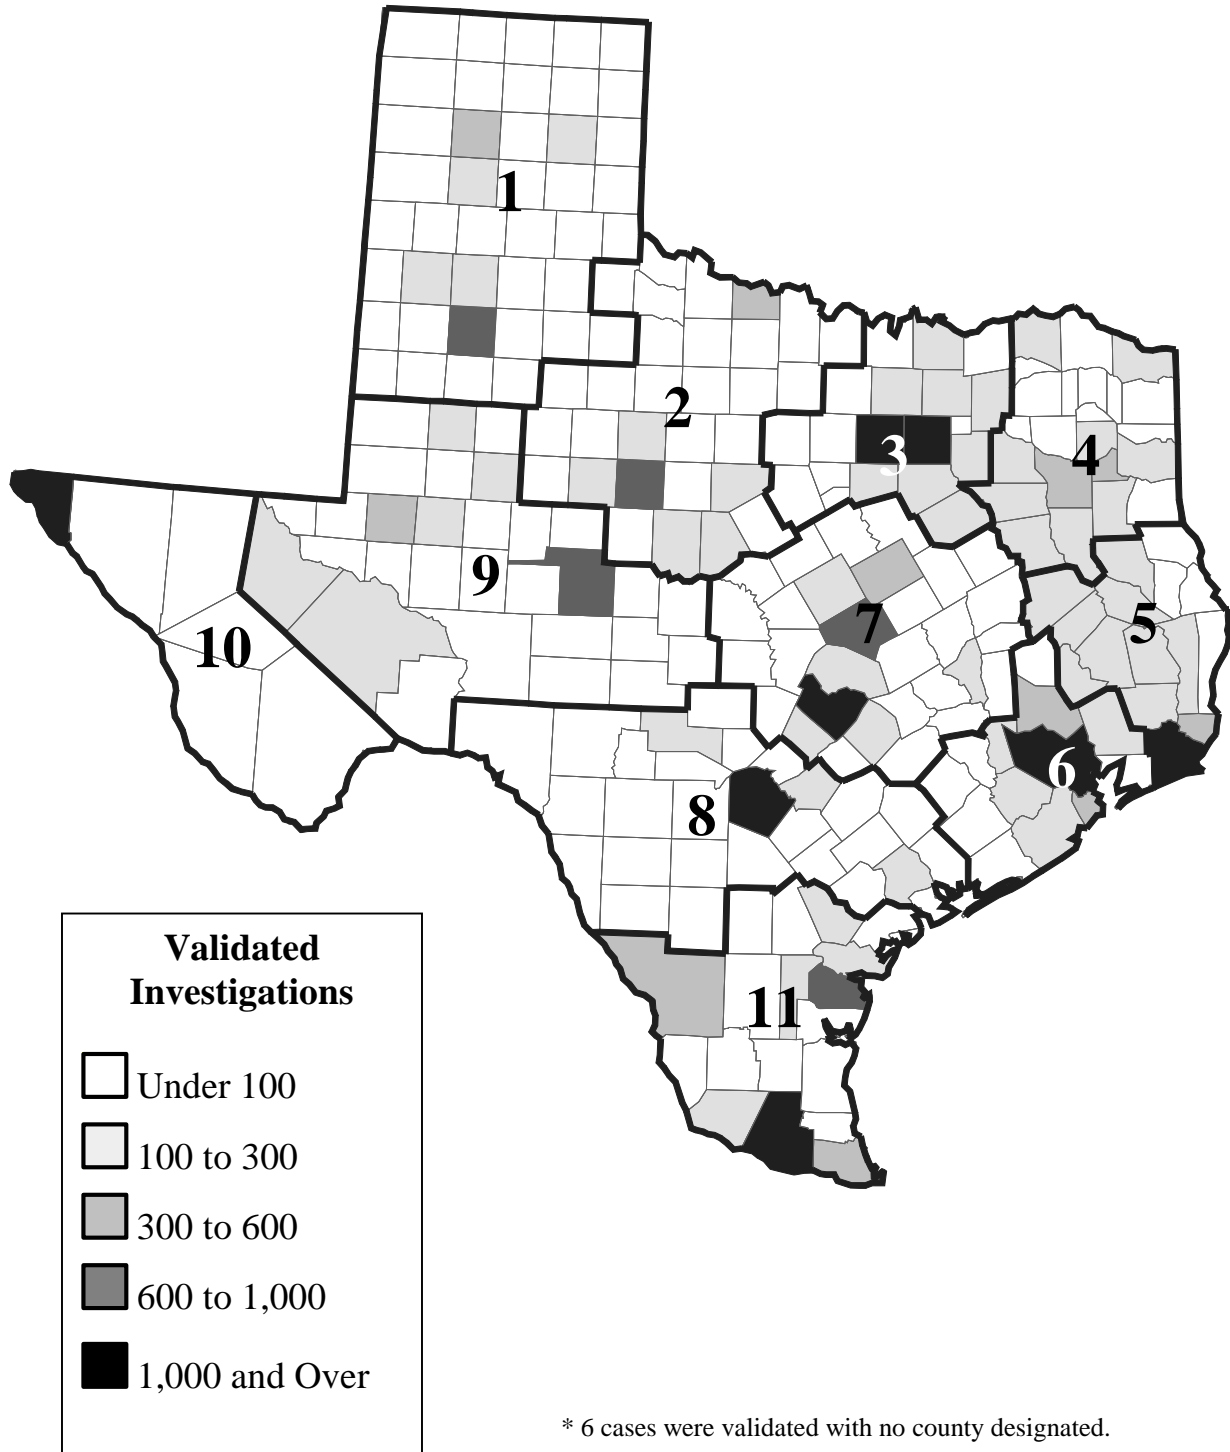 1
2
3
4
5
6
7
8
9
10
11
Validated
Investigations
Under 100
100 to 300
300 to 600
600 to 1,000
1,000 and Over
* 6 cases were validated with no county designated.